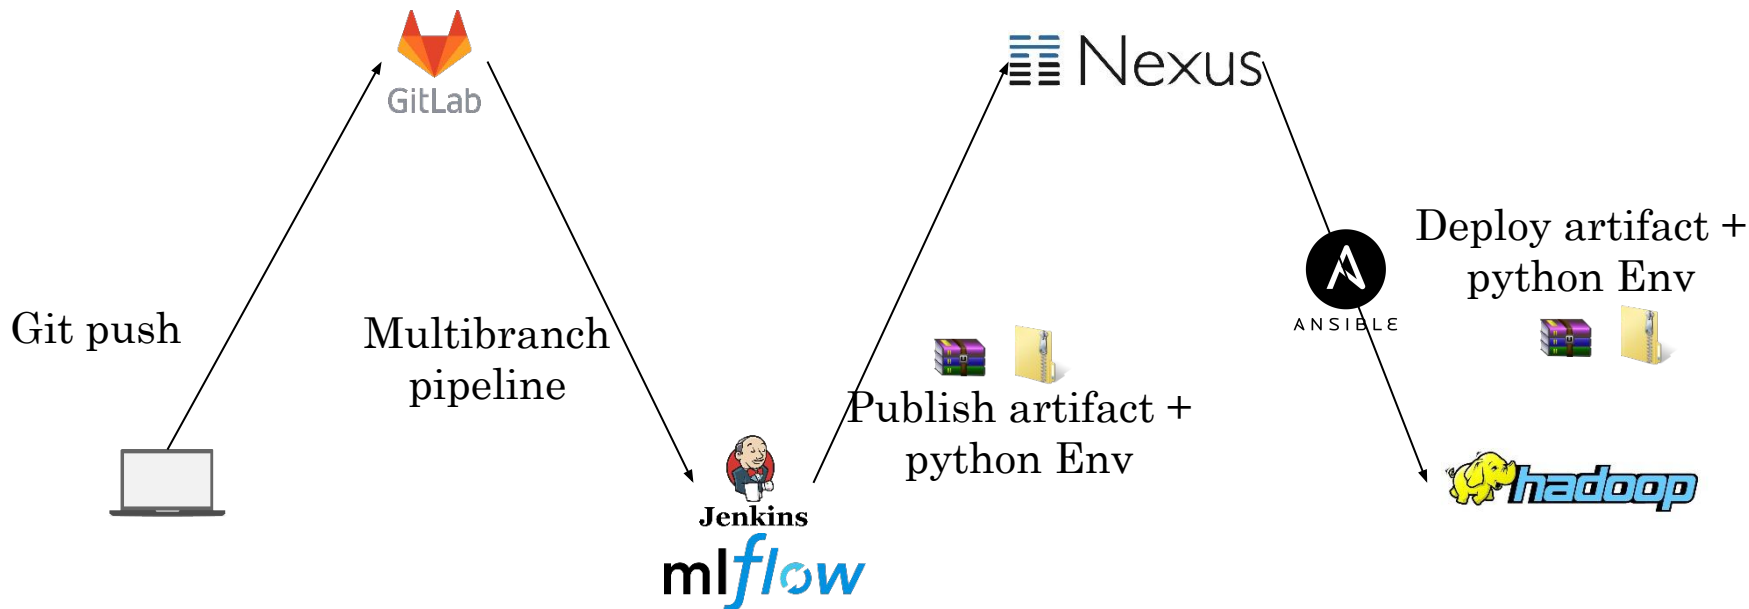 GitLab
Nexus
Git push
Multibranch
pipeline
Publish artifact +
python Env
ANSIBLE
Deploy artifact +
python Env
Jenkins
mlflow
hadoop